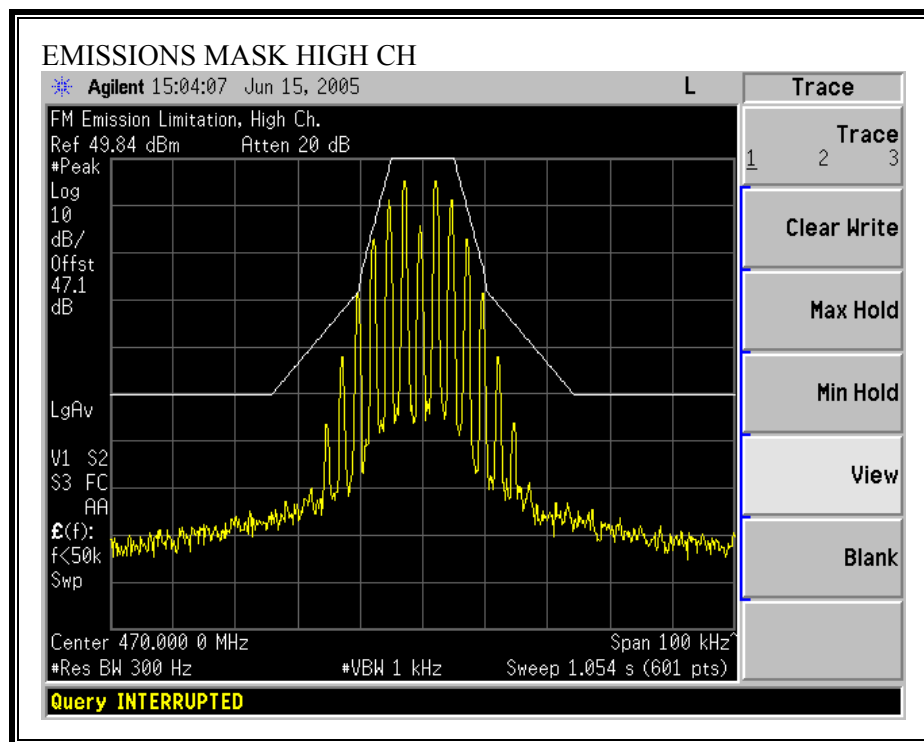 EMISSIONS MASK HIGH CH
Agilent 15:04:07 Jun 15, 2005 L
Trace
FM Emission Limitation, High Ch.
Ref 49.84 dBm Atten 20 dB
#Peak
Log
10
dB/
Offst
47.1
dB
LgAv
V1 S2
S3 FC
AA
£(f):
f<50k
Swp
Center 470.000 0 MHz Span 100 kHz^
#Res BW 300 Hz #VBW 1 kHz Sweep 1.054 s (601 pts)
Query INTERRUPTED
Trace
1 2 3
Clear Write
Max Hold
Min Hold
View
Blank